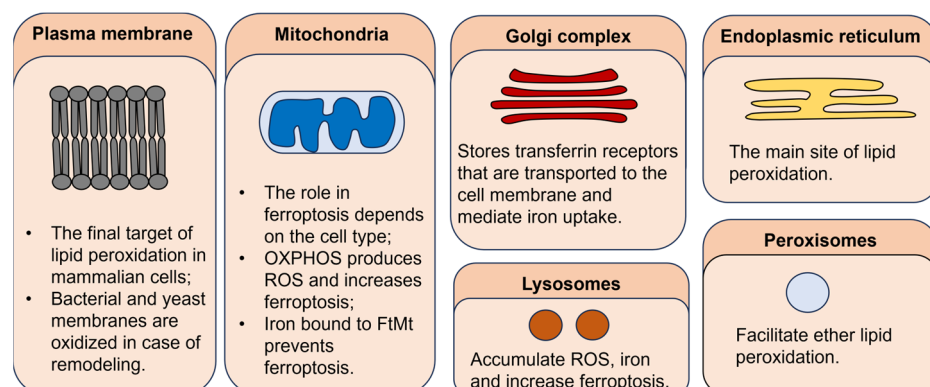 Plasma membrane
• The final target of
lipid peroxidation in
mammalian cells;
• Bacterial and yeast
membranes are
oxidized in case of
remodeling.
Mitochondria
• The role in
ferroptosis depends
on the cell type;
• OXPHOS produces
ROS and increases
ferroptosis;
• Iron bound to FtMt
prevents
ferroptosis.
Golgi complex
Stores transferrin receptors
that are transported to the
cell membrane and
mediate iron uptake.
Lysosomes
Accumulate ROS, iron
and increase ferroptosis.
Endoplasmic reticulum
The main site of lipid
peroxidation.
Peroxisomes
Facilitate ether lipid
peroxidation.